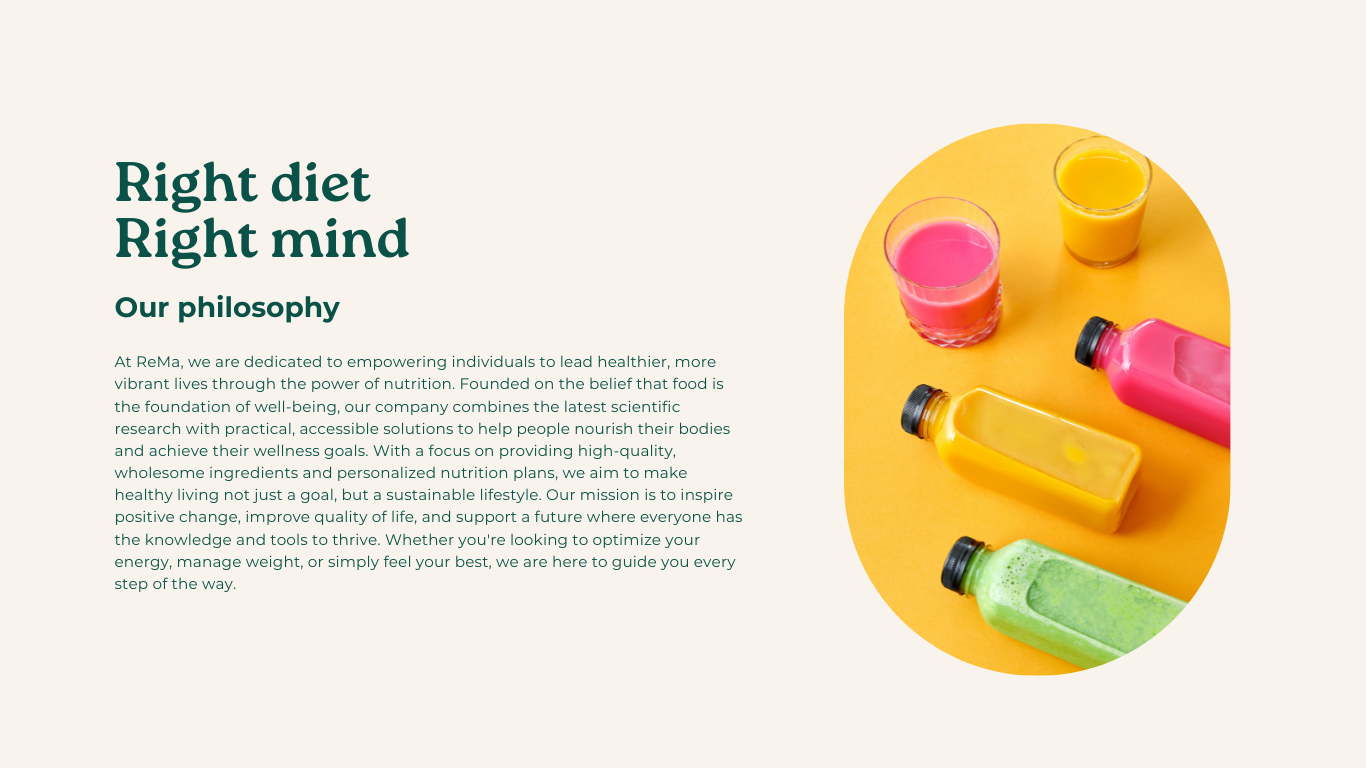 Right diet
Right mind
Our philosophy
At ReMa, we are dedicated to empowering individuals to lead healthier, more
vibrant lives through the power of nutrition. Founded on the belief that food is
the foundation of well-being, our company combines the latest scientific
research with practical, accessible solutions to help people nourish their bodies
and achieve their wellness goals. With a focus on providing high-quality,
wholesome ingredients and personalized nutrition plans, we aim to make
healthy living not just a goal, but a sustainable lifestyle. Our mission is to inspire
positive change, improve quality of life, and support a future where everyone has
the knowledge and tools to thrive. Whether you're looking to optimize your
energy, manage weight, or simply feel your best, we are here to guide you every
step of the way.